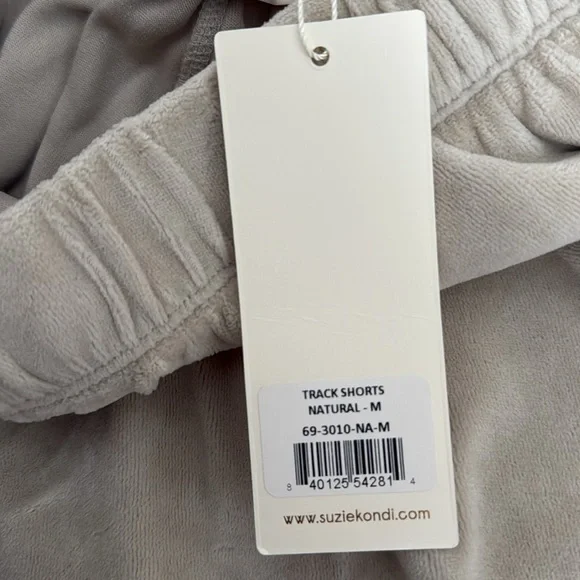 TRACK SHORTS
NATURAL - M
69-3010-NA-M
8 40125 54281 4
www.suziekondi.com